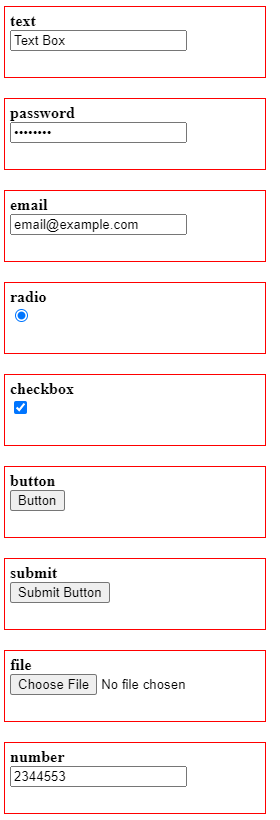 text
Text Box
password
••••••••
email
email@example.com
radio
checkbox
button
Button
submit
Submit Button
file
Choose File No file chosen
number
2344553